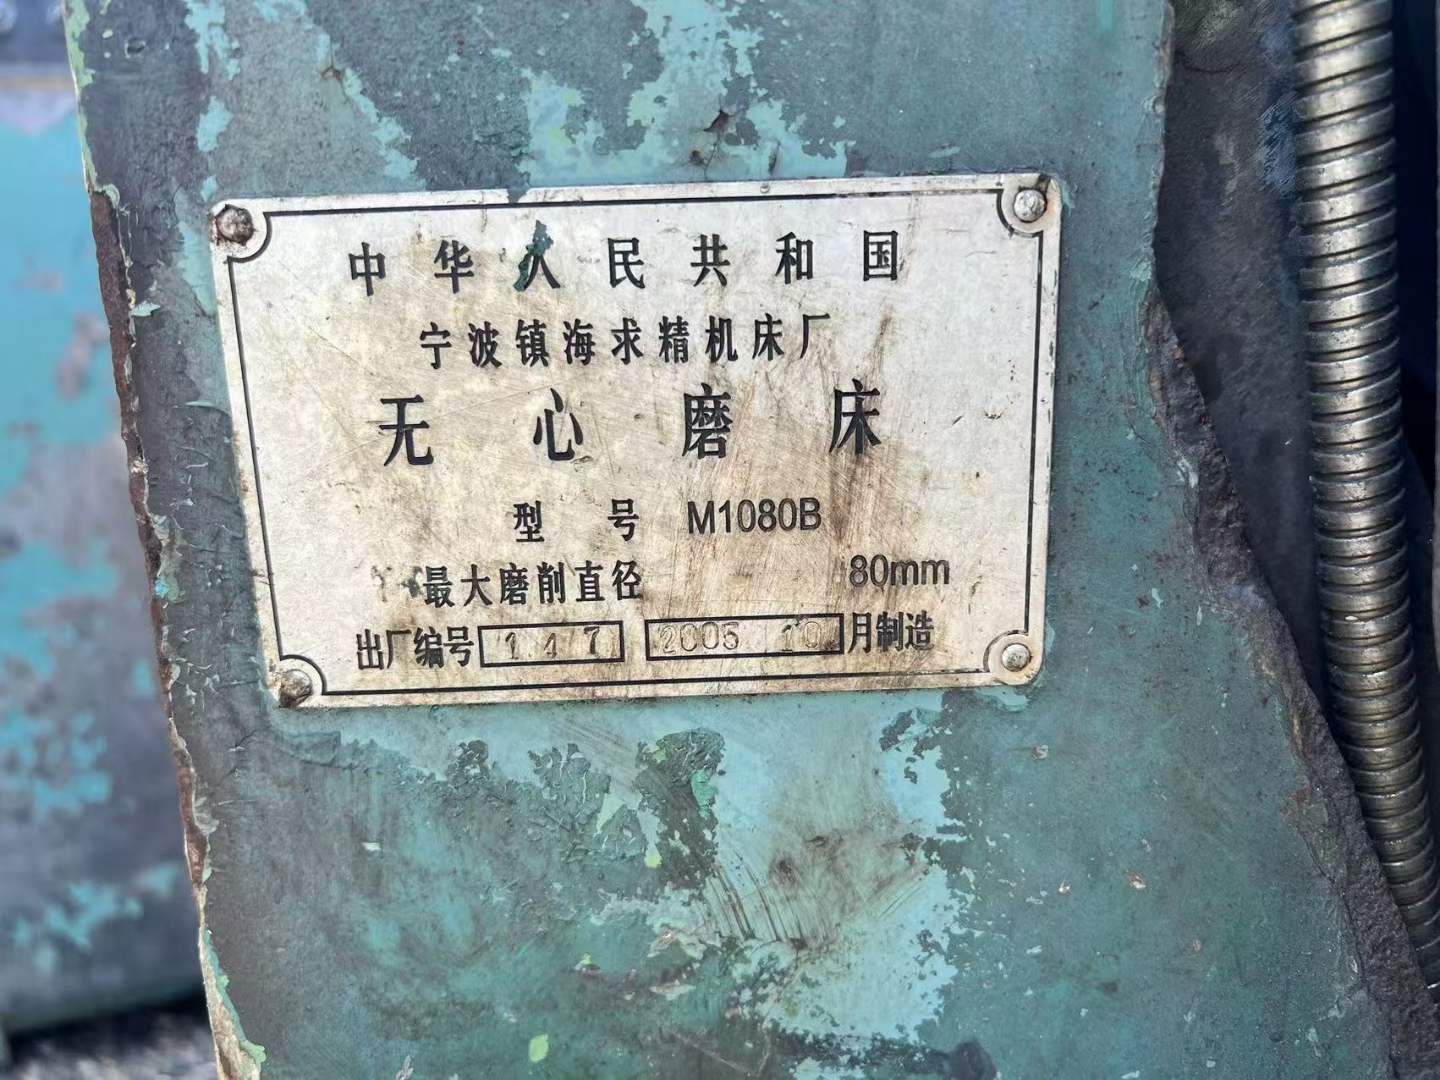 中华人民共和国
宁波镇海求精机床厂
无心磨床
型号 M1080B
最大磨削直径 80mm
出厂编号 147 2005 10 月制造